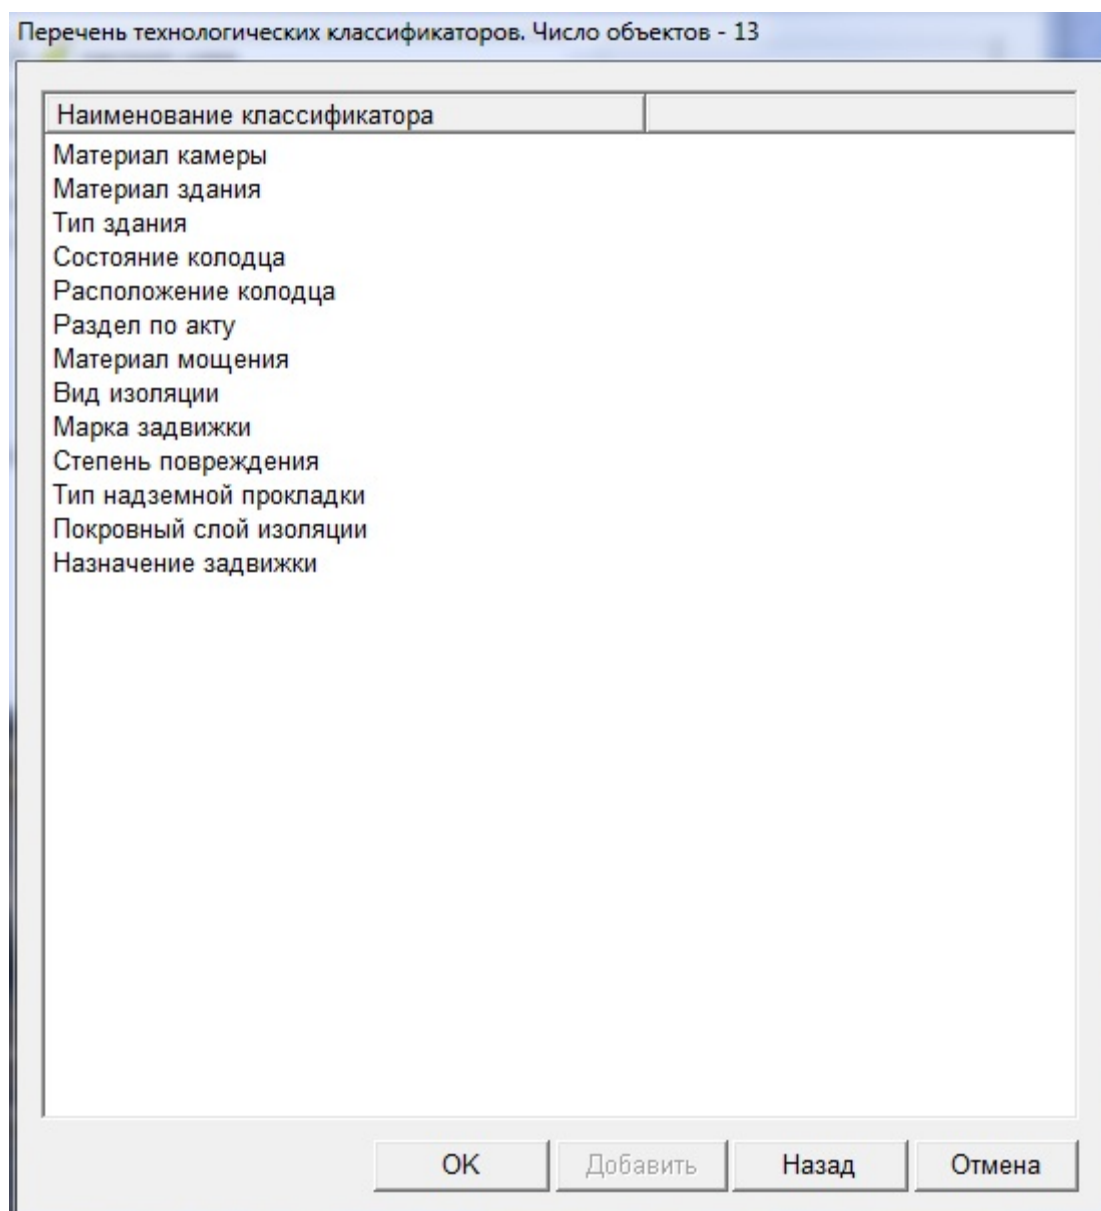 Перечень технологических классификаторов. Число объектов - 13
Наименование классификатора
Материал камеры
Материал здания
Тип здания
Состояние колодца
Расположение колодца
Раздел по акту
Материал мощения
Вид изоляции
Марка задвижки
Степень повреждения
Тип надземной прокладки
Покровный слой изоляции
Назначение задвижки
OK Добавить Назад Отмена